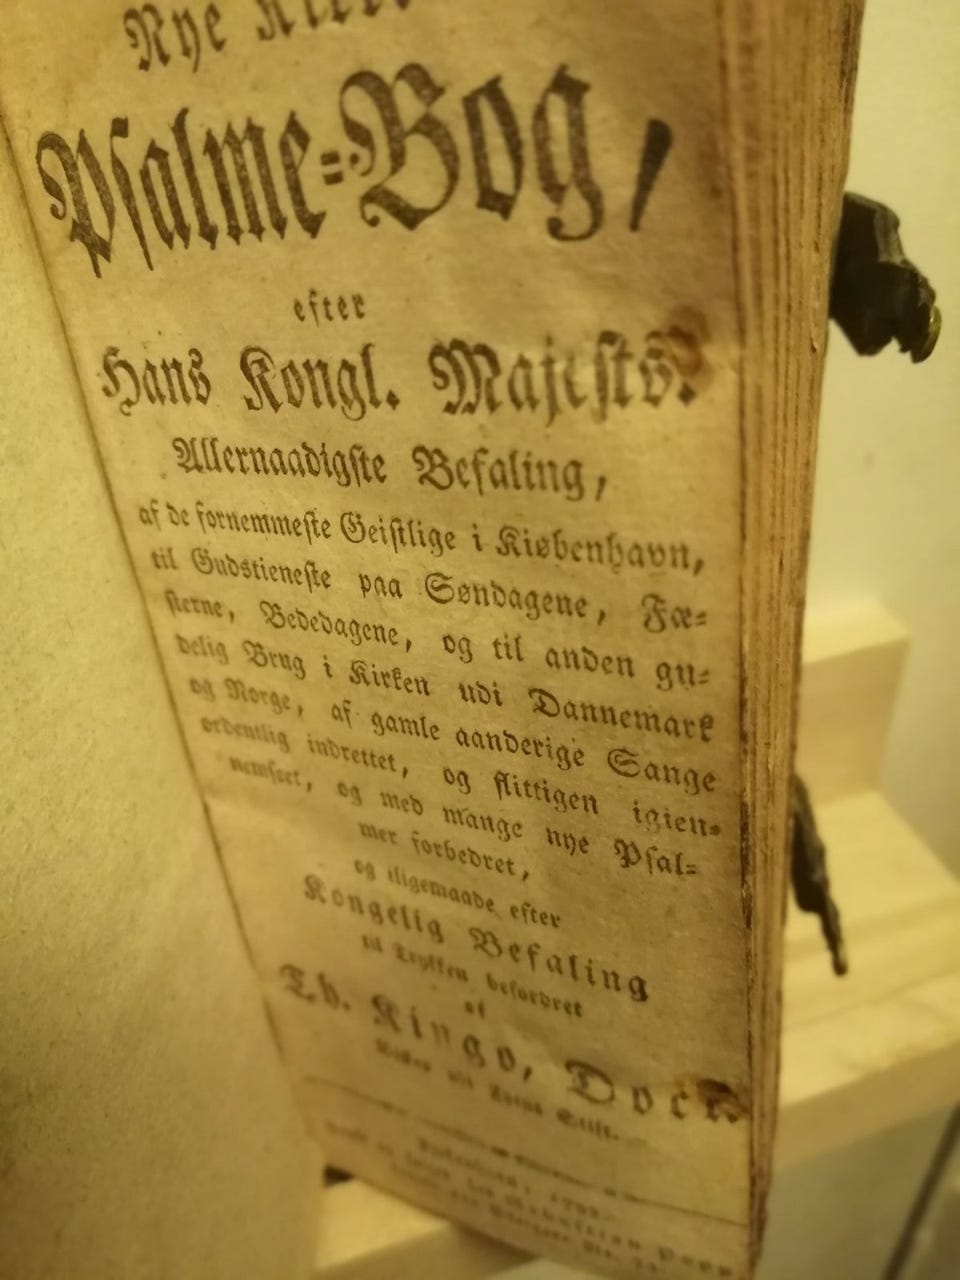 Nye
Psalme-Bog,
efter
Hans Kongl. MajesTs.
Allernaadigste Befaling,
af de fornemmeste Geistlige i Kiøbenhavn,
til Gudstieneste paa Søndagene, Fæ-
sterne, Bededagene, og til anden gu-
delig Brug i Kirken udi Dannemark
og Norge, af gamle aanderige Sange
ordentlig indrettet, og flittigen igien-
nemseet, og med mange nye Psal-
mer forbedret,
og iligemaade efter
Kongelig Befaling
til Trykken befordret
af
Th. Kingo, Doct
Stift.